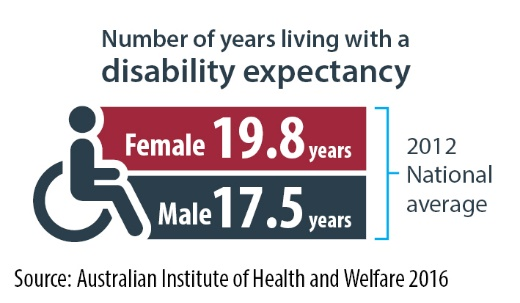 Number of years living with a
disability expectancy
Female 19.8 years
Male 17.5 years
2012
National
average
Source: Australian Institute of Health and Welfare 2016